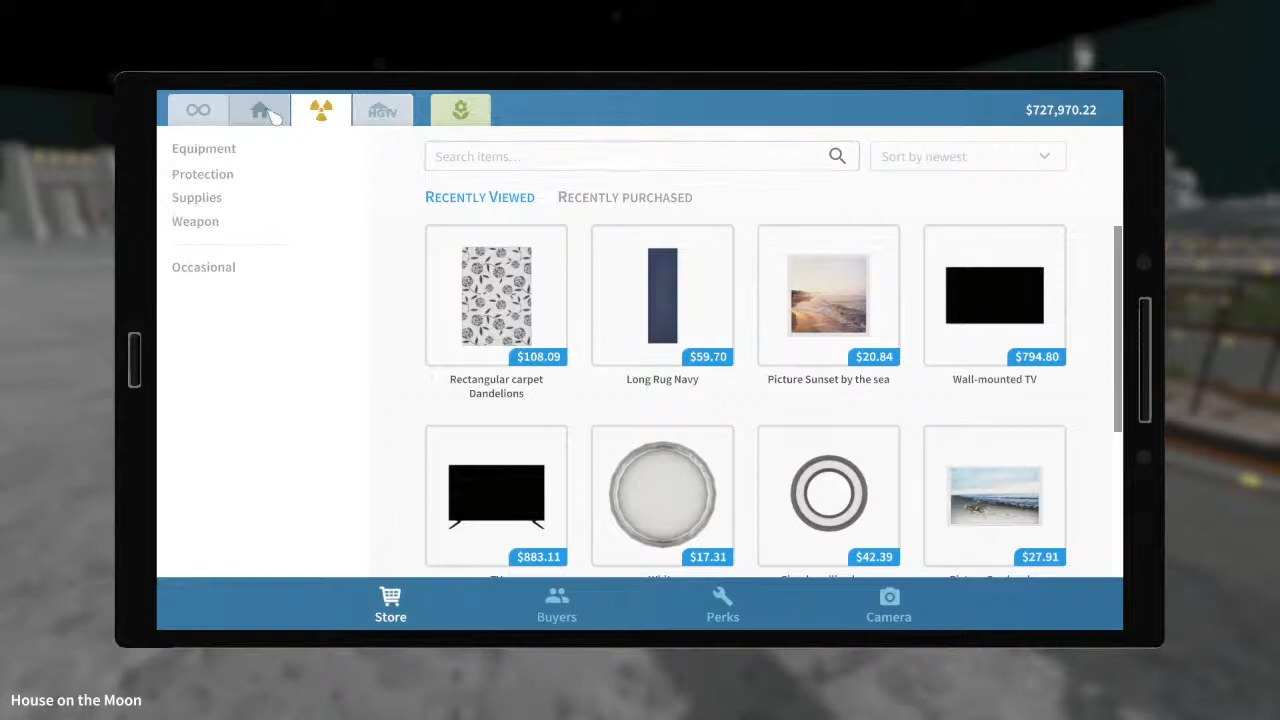 HGTV
$727,970.22
Equipment
Protection
Supplies
Weapon
Occasional
Search items...
Sort by newest
RECENTLY VIEWED
RECENTLY PURCHASED
$108.09
$59.70
$20.84
$794.80
Rectangular carpet
Dandelions
Long Rug Navy
Picture Sunset by the sea
Wall-mounted TV
$883.11
$17.31
$42.39
$27.91
Store
Buyers
Perks
Camera
House on the Moon